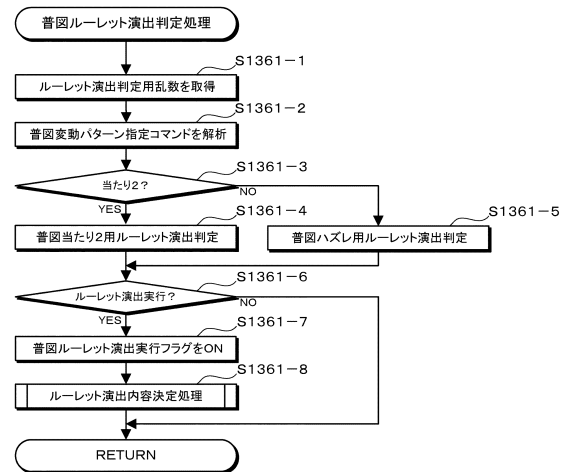 普図ルーレット演出判定処理
S1361-1
ルーレット演出判定用乱数を取得
S1361-2
普図変動パターン指定コマンドを解析
S1361-3
当たり2?
NO
YES
S1361-4
S1361-5
普図当たり2用ルーレット演出判定
普図ハズレ用ルーレット演出判定
S1361-6
ルーレット演出実行?
NO
YES
S1361-7
普図ルーレット演出実行フラグをON
S1361-8
ルーレット演出内容決定処理
RETURN